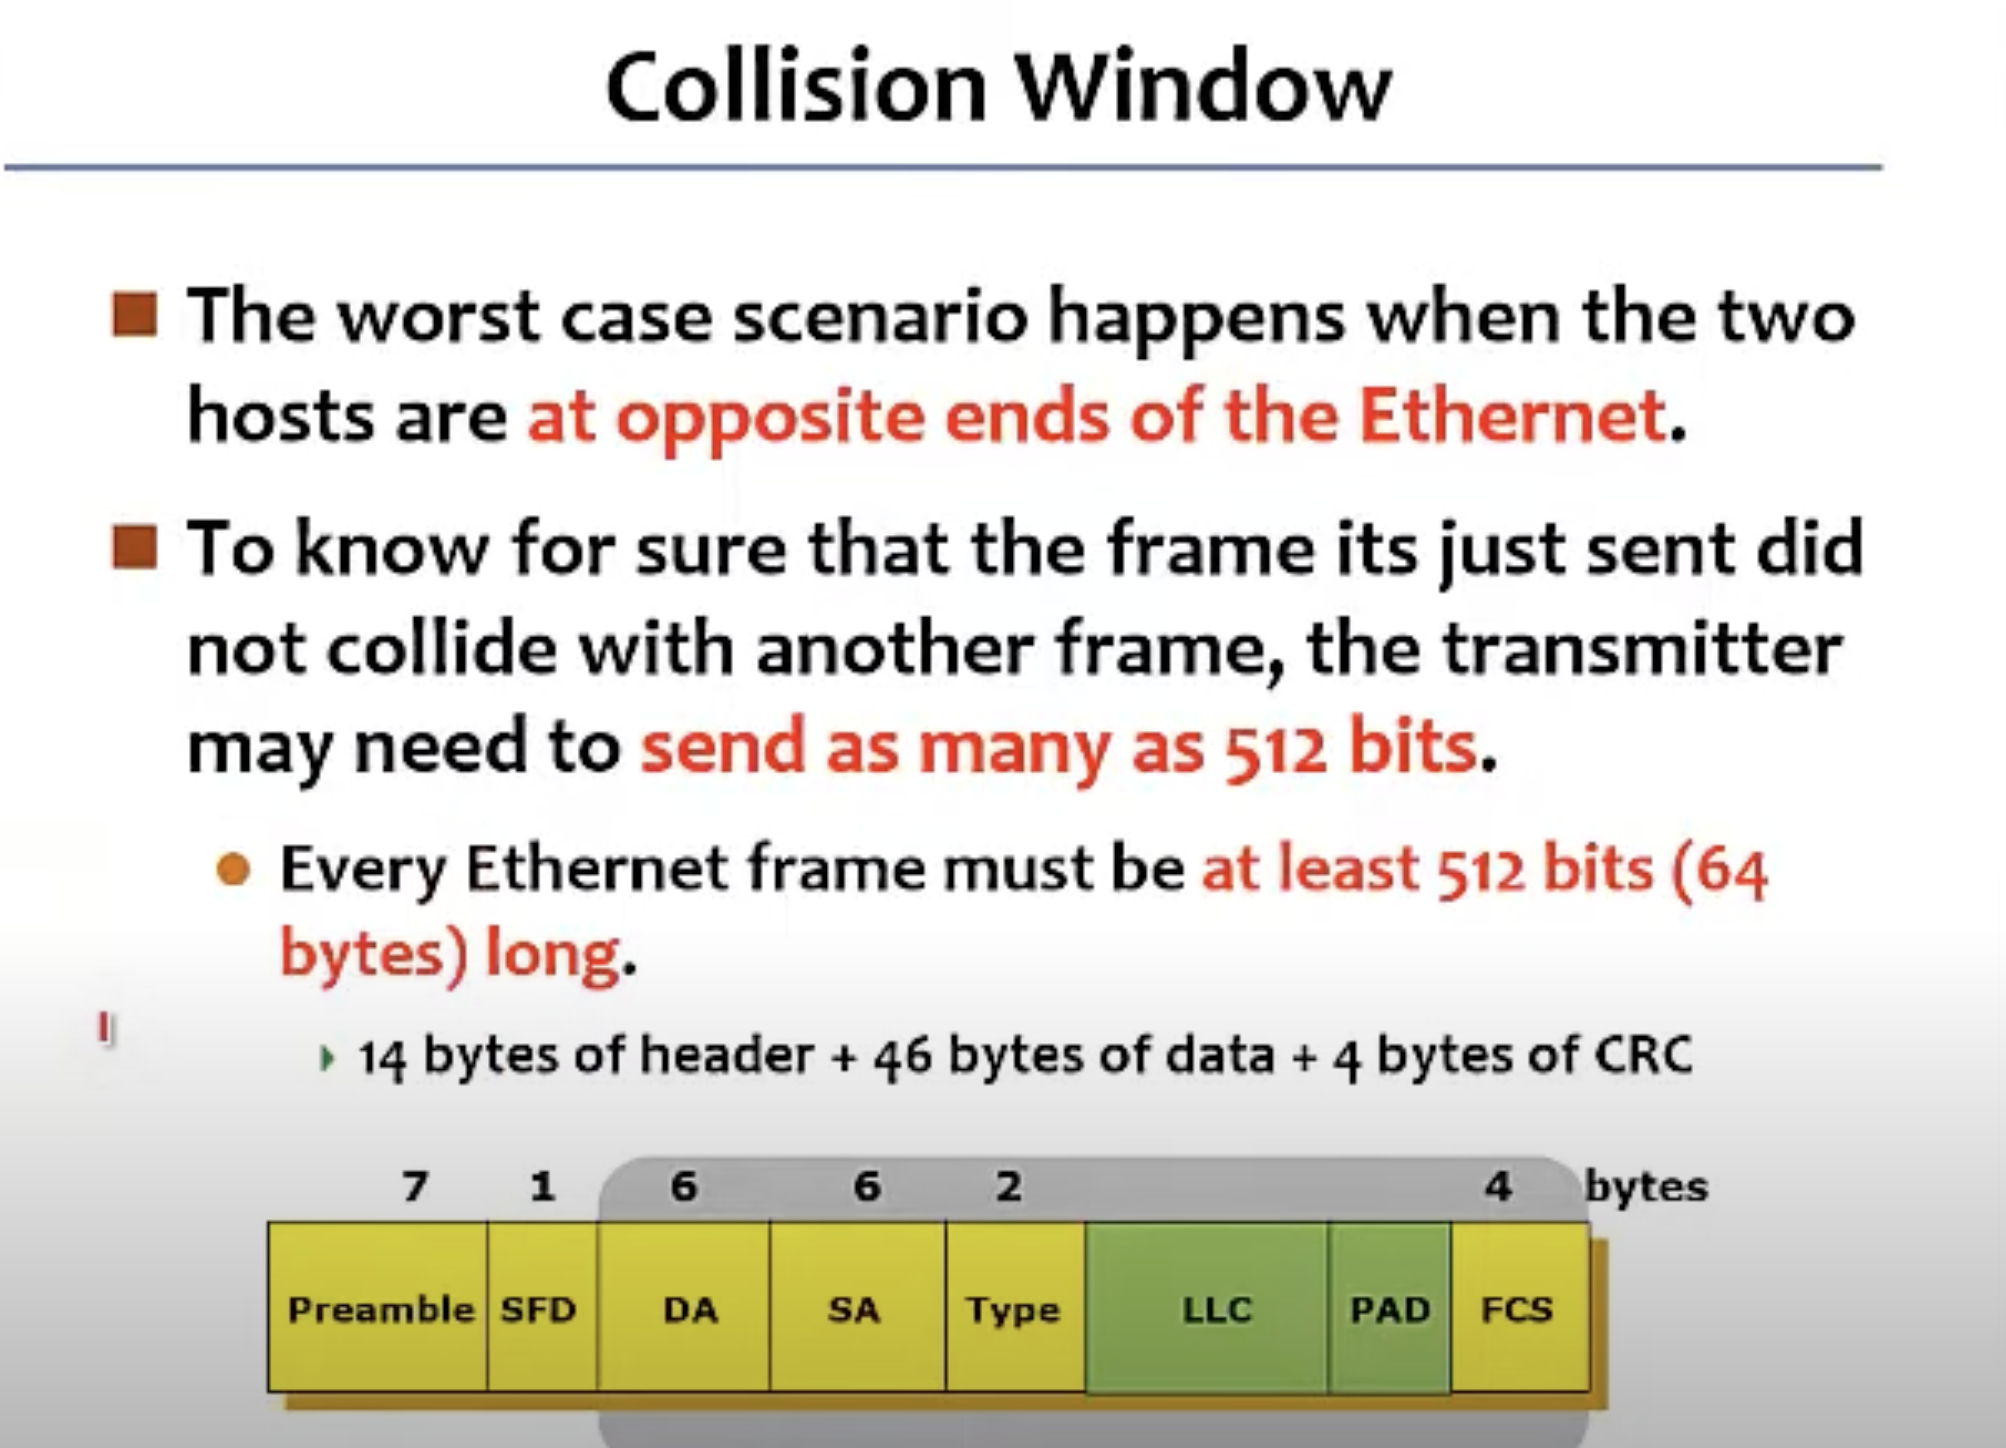 Collision Window
The worst case scenario happens when the two
hosts are at opposite ends of the Ethernet.
To know for sure that the frame its just sent did
not collide with another frame, the transmitter
may need to send as many as 512 bits.
Every Ethernet frame must be at least 512 bits (64
bytes) long.
14 bytes of header + 46 bytes of data + 4 bytes of CRC
7 1 6 6 2 4 bytes
Preamble SFD DA SA Type LLC PAD FCS